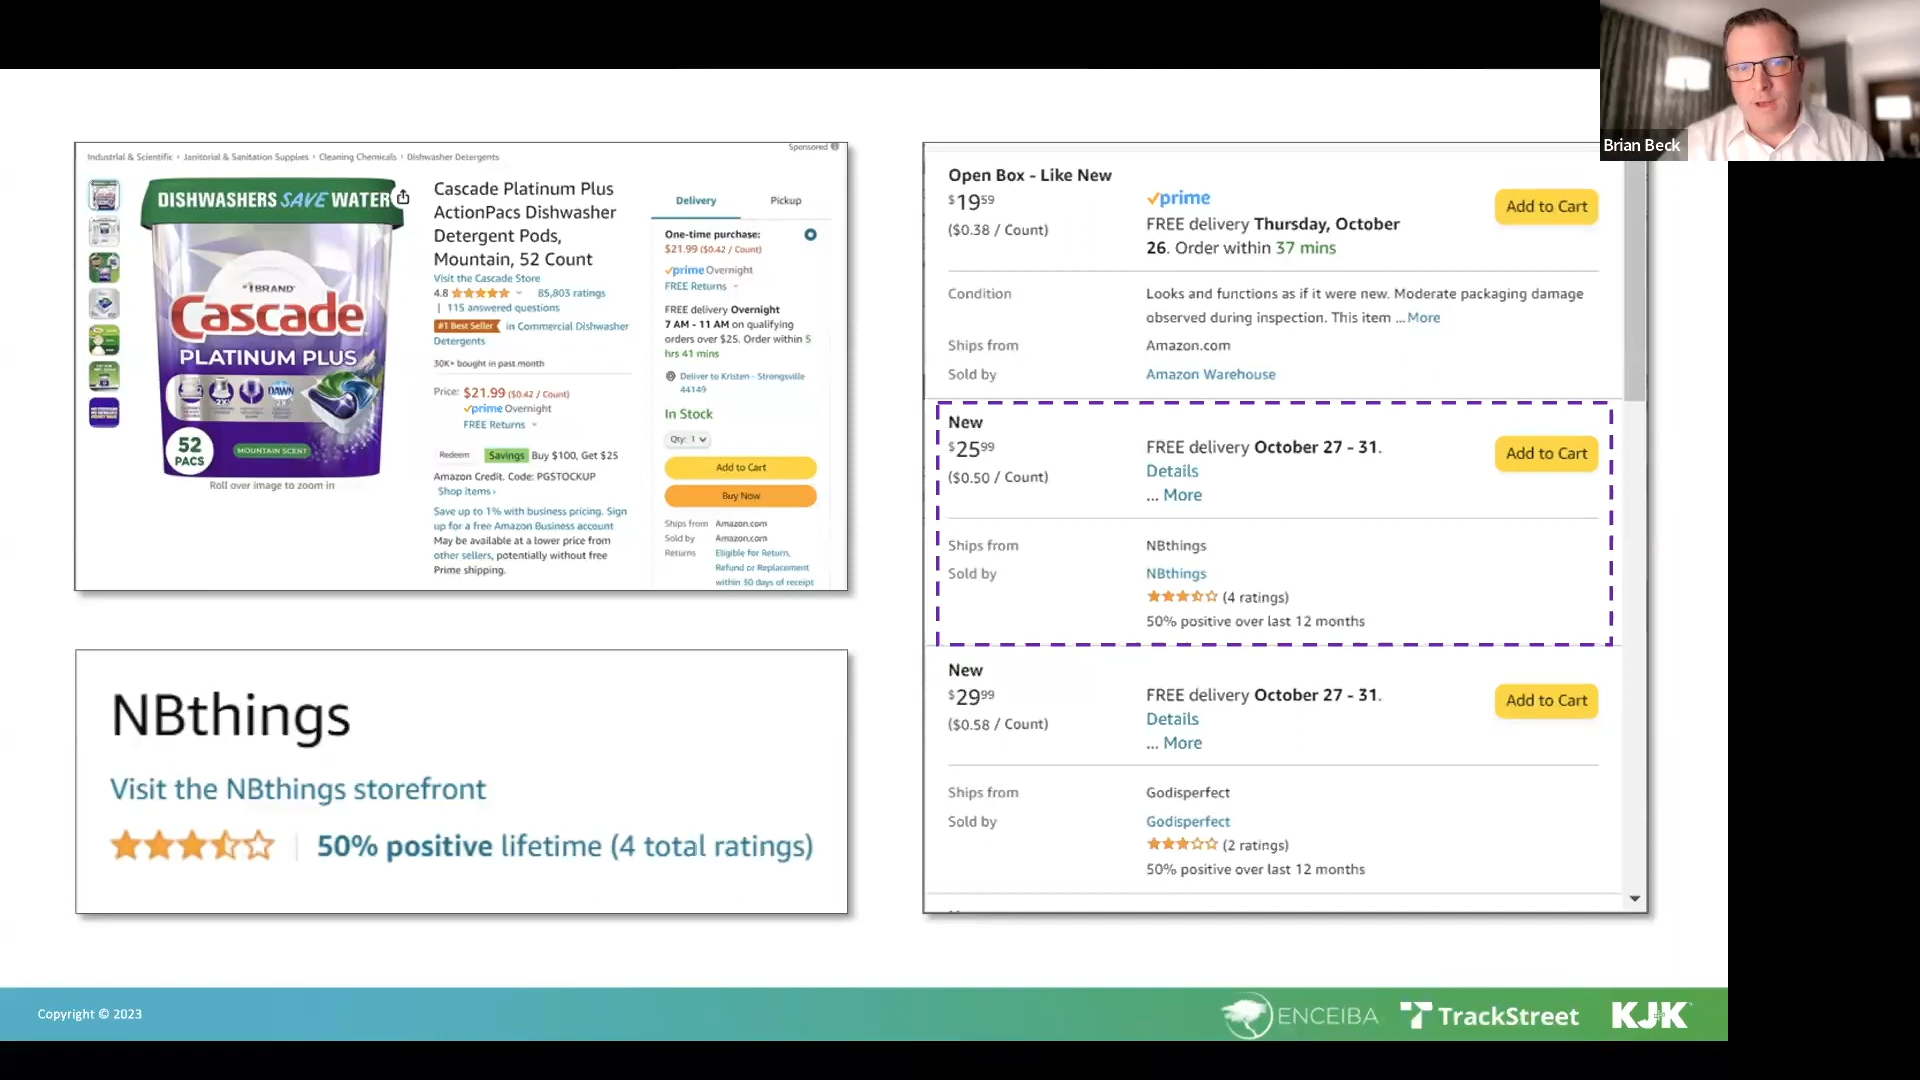 Brian Beck
Industrial & Scientific › Janitorial & Sanitation Supplies › Cleaning Chemicals › Dishwasher Detergents
Sponsored
DISHWASHERS SAVE WATER
#1 BRAND*
Cascade
PLATINUM PLUS
DAWN
52
PACS
MOUNTAIN SCENT
Roll over image to zoom in
Cascade Platinum Plus
ActionPacs Dishwasher
Detergent Pods,
Mountain, 52 Count
Visit the Cascade Store
4.8 85,803 ratings
| 115 answered questions
#1 Best Seller in Commercial Dishwasher
Detergents
30K+ bought in past month
Price: $21.99 ($0.42 / Count)
prime Overnight
FREE Returns
Redeem Savings Buy $100, Get $25
Amazon Credit. Code: PGSTOCKUP
Shop items ›
Save up to 1% with business pricing. Sign
up for a free Amazon Business account
May be available at a lower price from
other sellers, potentially without free
Prime shipping.
Delivery Pickup
One-time purchase:
$21.99 ($0.42 / Count)
prime Overnight
FREE Returns
FREE delivery Overnight
7 AM - 11 AM on qualifying
orders over $25. Order within 5
hrs 41 mins
Deliver to Kristen - Strongsville
44149
In Stock
Qty: 1
Add to Cart
Buy Now
Ships from Amazon.com
Sold by Amazon.com
Returns Eligible for Return,
Refund or Replacement
within 30 days of receipt
NBthings
Visit the NBthings storefront
50% positive lifetime (4 total ratings)
Open Box - Like New
$1959
($0.38 / Count)
prime
FREE delivery Thursday, October
26. Order within 37 mins
Add to Cart
Condition Looks and functions as if it were new. Moderate packaging damage
observed during inspection. This item ... More
Ships from Amazon.com
Sold by Amazon Warehouse
New
$2599
($0.50 / Count)
FREE delivery October 27 - 31.
Details
... More
Add to Cart
Ships from NBthings
Sold by NBthings
(4 ratings)
50% positive over last 12 months
New
$2999
($0.58 / Count)
FREE delivery October 27 - 31.
Details
... More
Add to Cart
Ships from Godisperfect
Sold by Godisperfect
(2 ratings)
50% positive over last 12 months
Copyright © 2023
ENCEIBA
TrackStreet
KJK